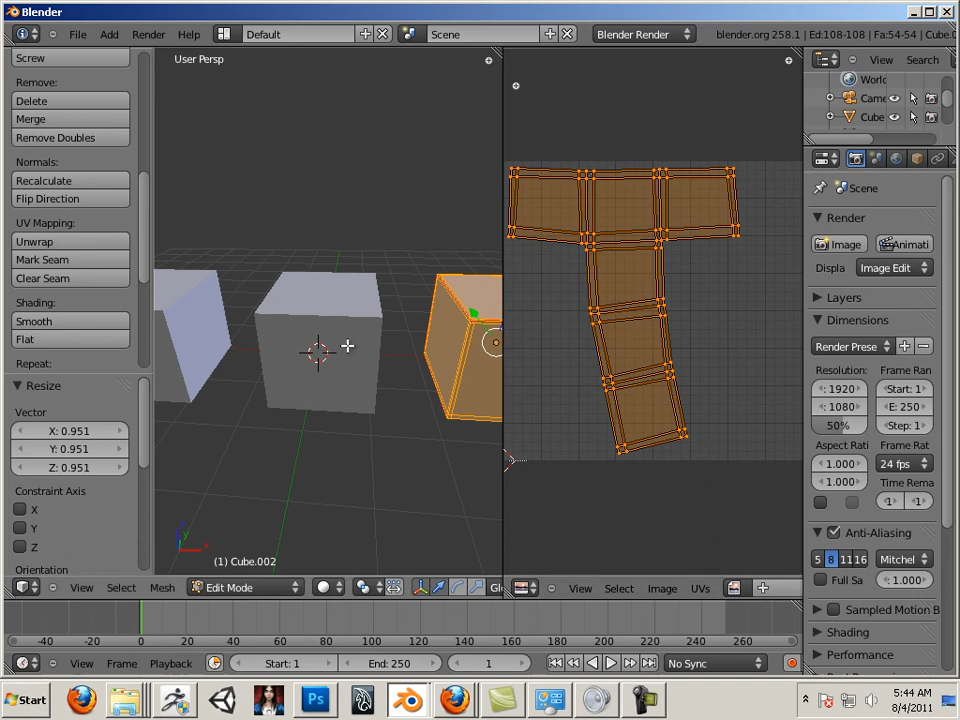 Blender
File Add Render Help Default Scene Blender Render blender.org 258.1 | Ed:108-108 | Fa:54-54 | Cube.
Screw
Remove:
Delete
Merge
Remove Doubles
Normals:
Recalculate
Flip Direction
UV Mapping:
Unwrap
Mark Seam
Clear Seam
Shading:
Smooth
Flat
Repeat:
Resize
Vector
X: 0.951
Y: 0.951
Z: 0.951
Constraint Axis
X
Y
Z
Orientation
User Persp
y
x
(1) Cube.002
View Select Mesh Edit Mode Gl
View Select Image UVs
View Search
World
Came
Cube
Scene
Render
Image Animati
Displa Image Edit
Layers
Dimensions
Render Prese
Resolution: Frame Ran
: 1920 Start: 1
: 1080 E: 250
50% Step: 1
Aspect Rati Frame Rat
1.000 24 fps
1.000 Time Rema
1 1
Anti-Aliasing
5 8 11 16 Mitchel
Full Sa : 1.000
Sampled Motion B
Shading
Performance
-40 -20 0 20 40 60 80 100 120 140 160 180 200 220 240 260
View Frame Playback Start: 1 End: 250 1 No Sync
Start Ps 5:44 AM
8/4/2011